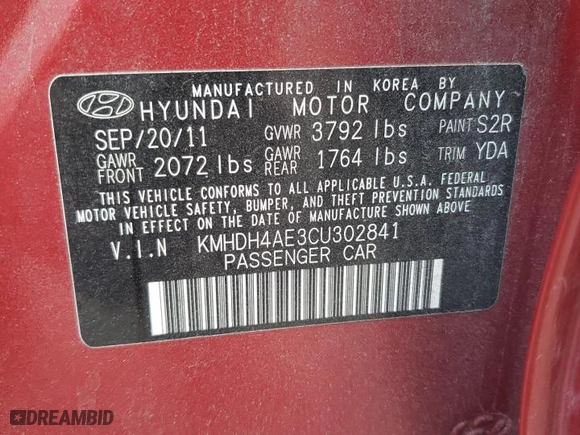 MANUFACTURED IN KOREA BY
HYUNDAI MOTOR COMPANY
SEP/20/11 GVWR 3792 lbs PAINT S2R
GAWR FRONT 2072 lbs GAWR REAR 1764 lbs TRIM YDA
THIS VEHICLE CONFORMS TO ALL APPLICABLE U.S.A. FEDERAL
MOTOR VEHICLE SAFETY, BUMPER, AND THEFT PREVENTION STANDARDS
IN EFFECT ON THE DATE OF MANUFACTURE SHOWN ABOVE.
V.I.N KMHDH4AE3CU302841
PASSENGER CAR
DREAMBID